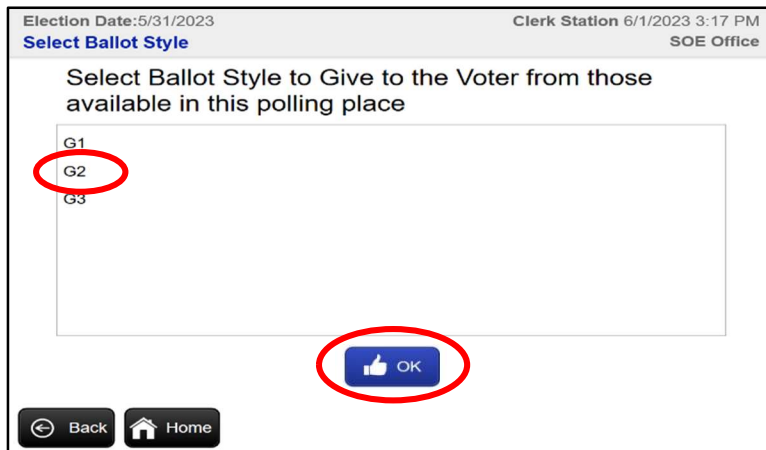 Election Date:5/31/2023 Clerk Station 6/1/2023 3:17 PM
Select Ballot Style SOE Office
Select Ballot Style to Give to the Voter from those
available in this polling place
G1
G2
G3
OK
Back Home